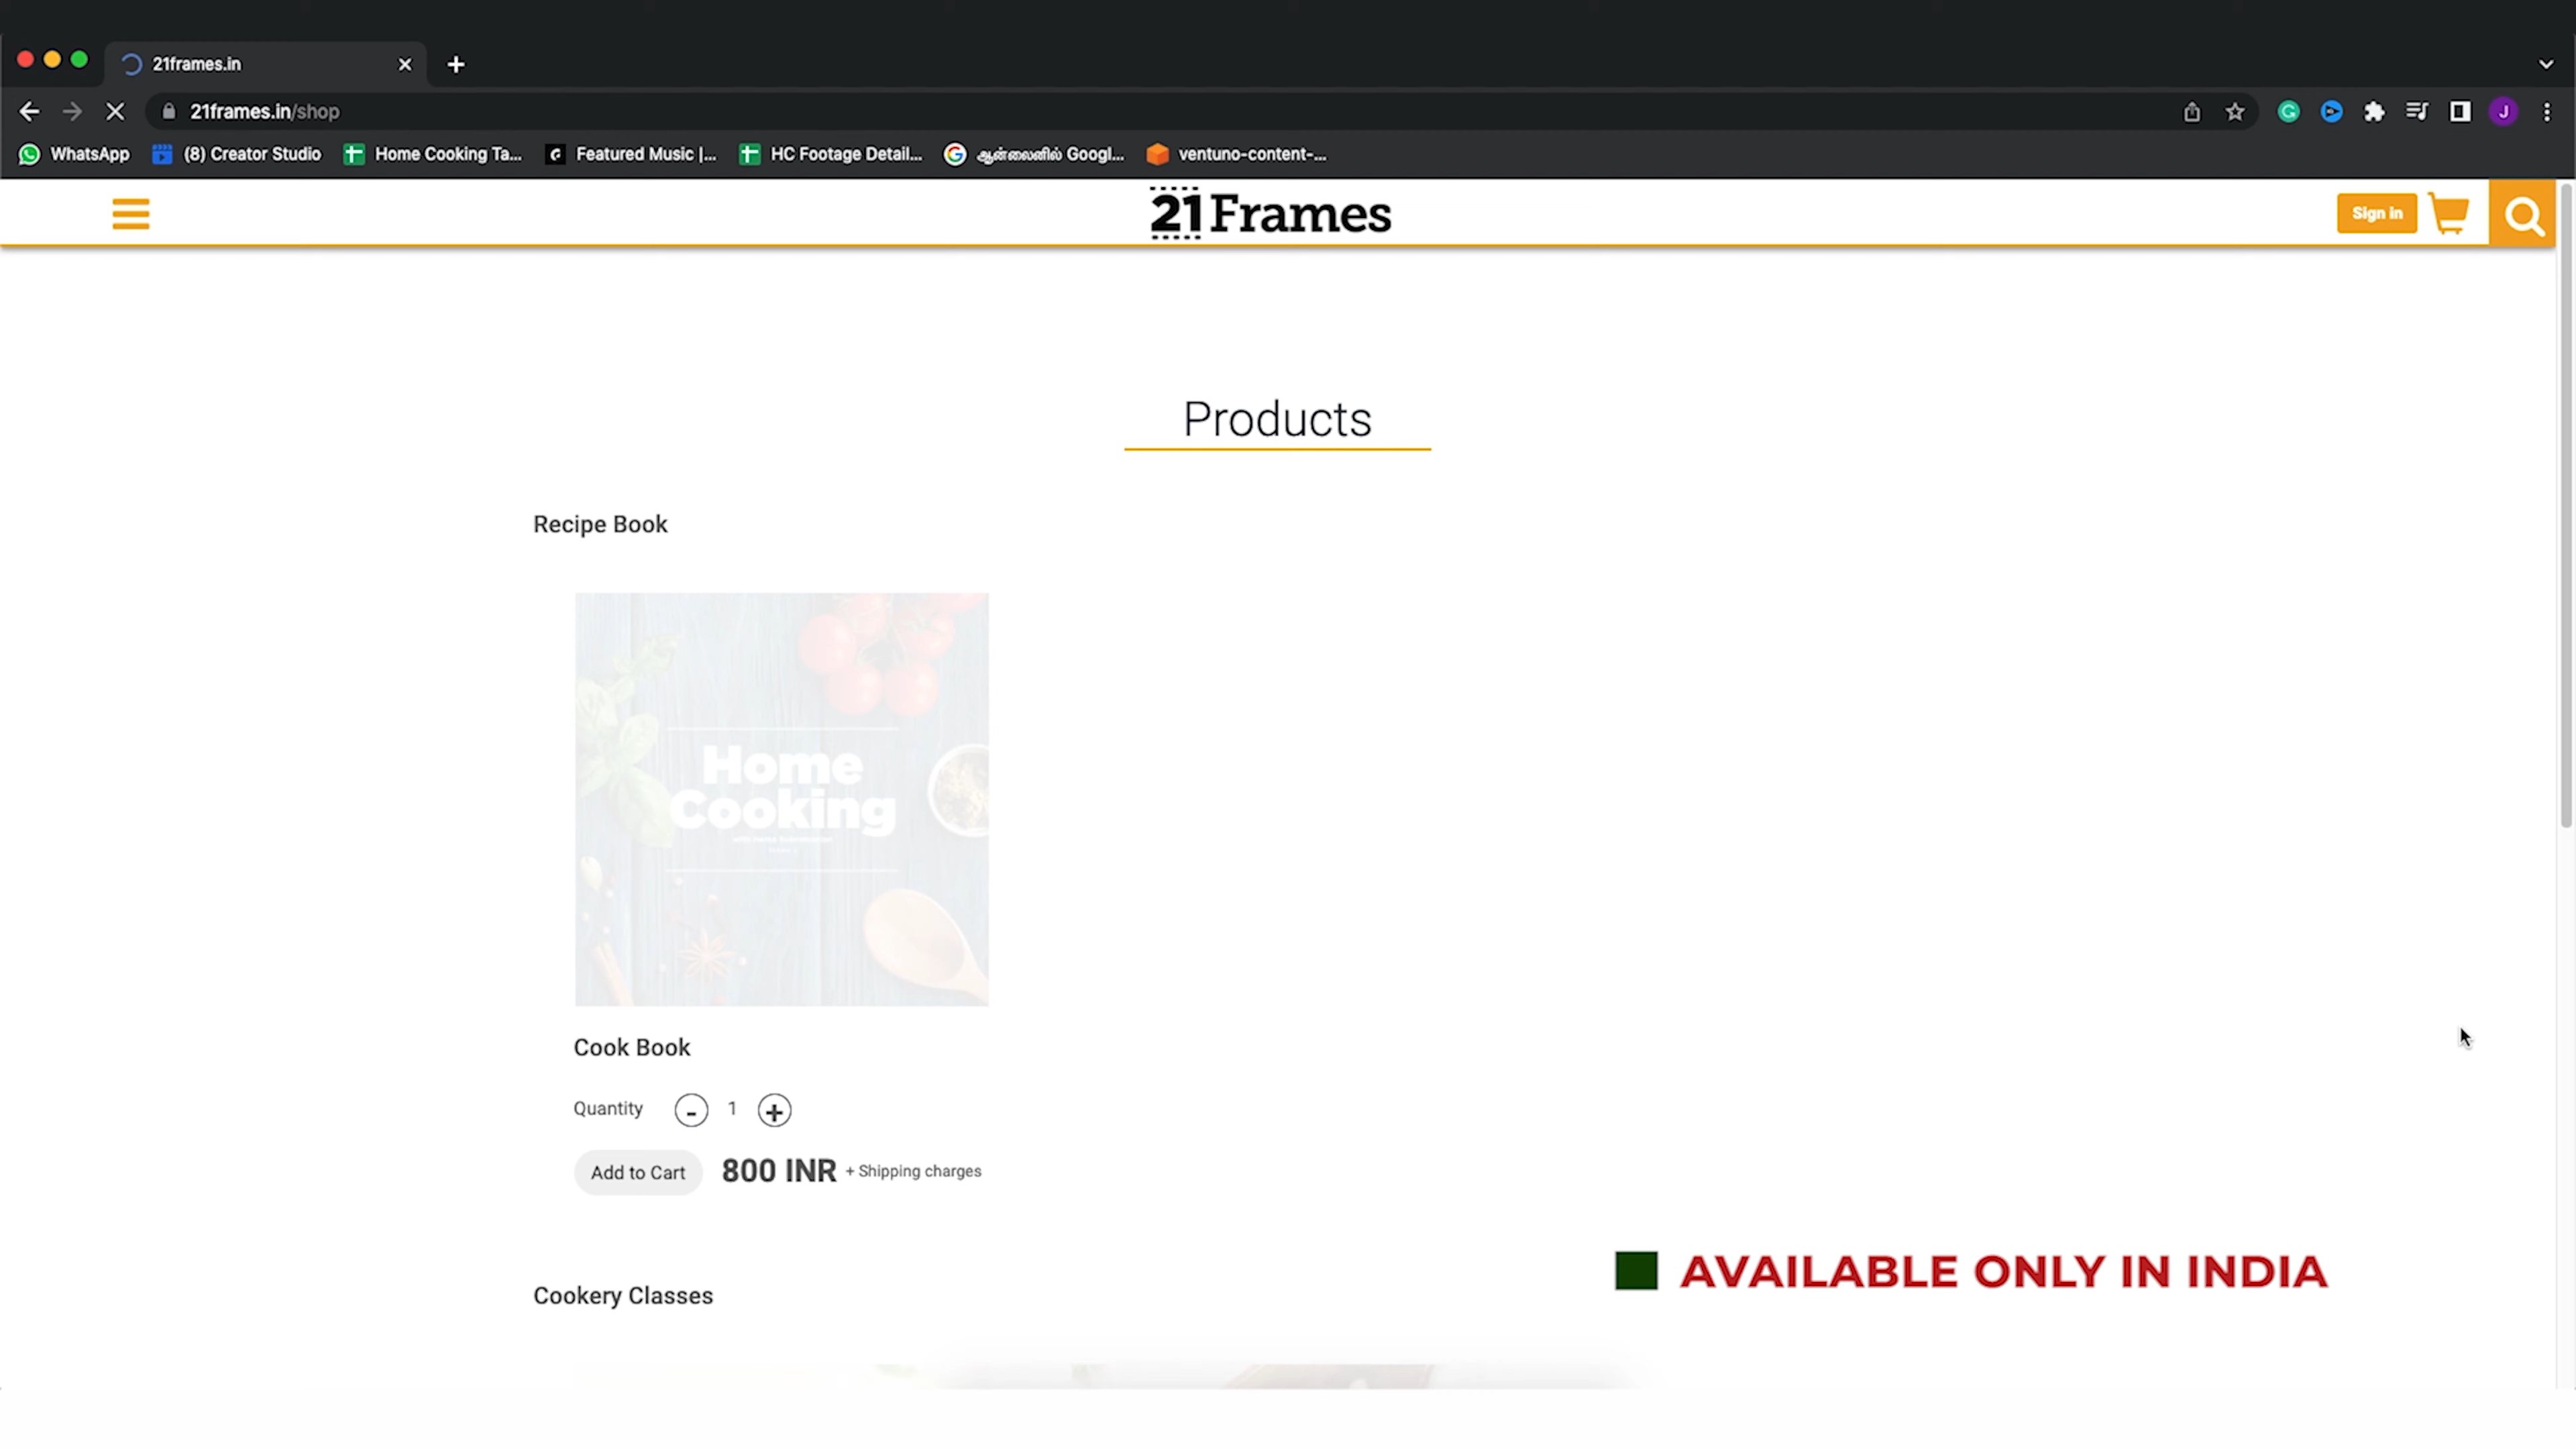 21frames.in
21frames.in/shop
J
WhatsApp
(8) Creator Studio
Home Cooking Ta...
Featured Music |...
HC Footage Detail...
ஆன்லைனில் Googl...
ventuno-content-...
21Frames
Sign in
Products
Recipe Book
Home
Cooking
Cook Book
Quantity - 1 +
Add to Cart 800 INR + Shipping charges
Cookery Classes
AVAILABLE ONLY IN INDIA